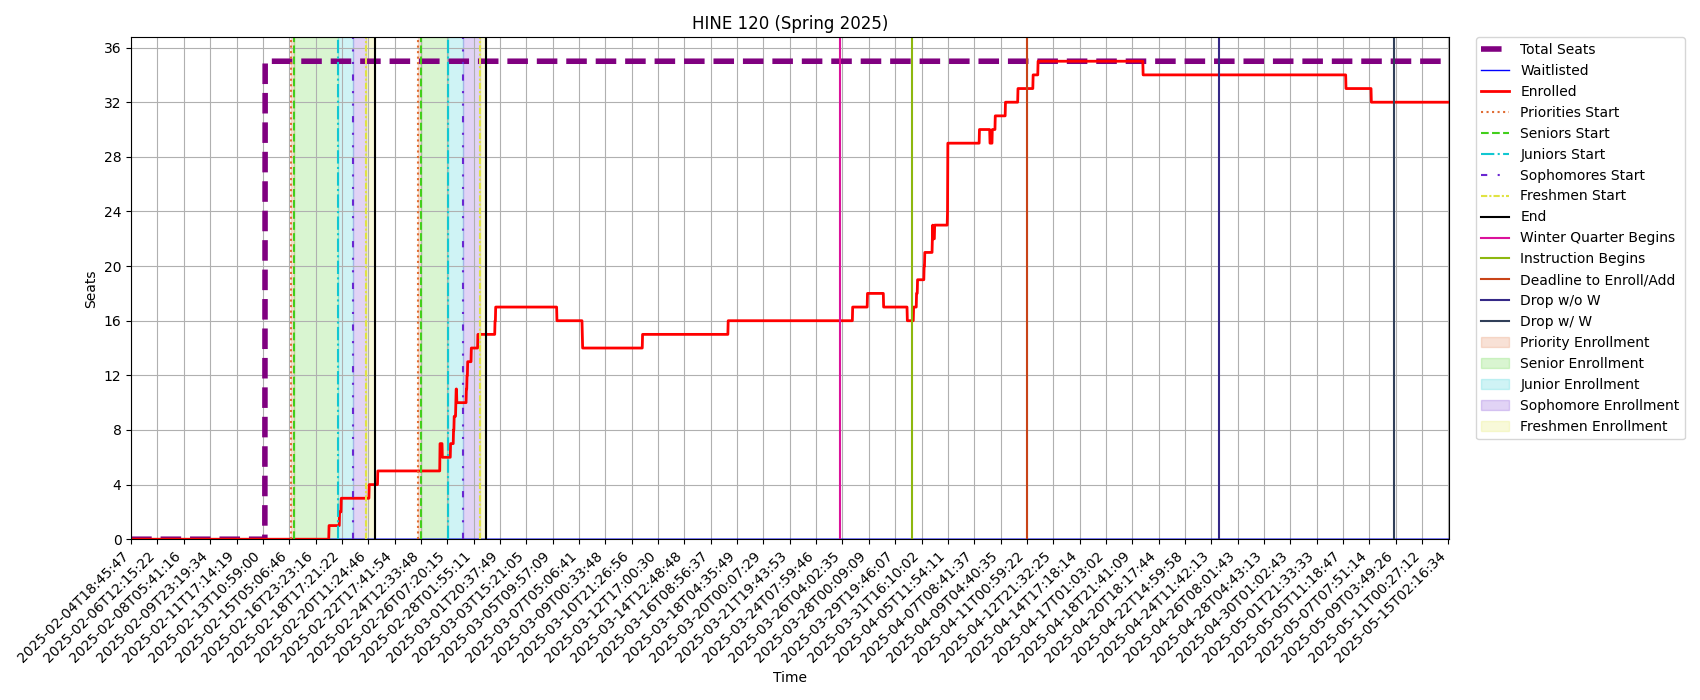 HINE 120 (Spring 2025)
36
32
28
24
20
16
12
8
4
0
Seats
2025-02-04T18:45:47
2025-02-06T12:15:22
2025-02-08T05:41:16
2025-02-09T23:19:34
2025-02-11T17:14:19
2025-02-13T10:59:00
2025-02-15T05:06:46
2025-02-16T23:23:10
2025-02-18T17:21:22
2025-02-20T11:24:46
2025-02-22T17:41:54
2025-02-24T12:33:48
2025-02-26T07:20:15
2025-02-28T01:55:11
2025-03-01T20:37:49
2025-03-03T15:21:05
2025-03-05T09:57:09
2025-03-07T05:06:41
2025-03-09T00:33:48
2025-03-10T21:26:56
2025-03-12T17:00:30
2025-03-14T12:48:48
2025-03-16T08:56:37
2025-03-18T04:35:49
2025-03-20T00:07:29
2025-03-21T19:43:53
2025-03-24T07:59:46
2025-03-26T04:02:35
2025-03-28T00:09:09
2025-03-29T19:46:07
2025-03-31T16:10:02
2025-04-05T11:54:11
2025-04-07T08:41:37
2025-04-09T04:40:35
2025-04-11T00:59:22
2025-04-12T21:32:25
2025-04-14T17:18:14
2025-04-17T01:03:02
2025-04-18T21:41:09
2025-04-20T18:17:44
2025-04-22T14:59:58
2025-04-24T11:42:13
2025-04-26T08:01:43
2025-04-28T04:43:13
2025-04-30T01:02:43
2025-05-01T21:33:33
2025-05-05T11:18:47
2025-05-07T07:51:14
2025-05-09T03:49:26
2025-05-11T00:27:12
2025-05-15T02:16:34
Time
Total Seats
Waitlisted
Enrolled
Priorities Start
Seniors Start
Juniors Start
Sophomores Start
Freshmen Start
End
Winter Quarter Begins
Instruction Begins
Deadline to Enroll/Add
Drop w/o W
Drop w/ W
Priority Enrollment
Senior Enrollment
Junior Enrollment
Sophomore Enrollment
Freshmen Enrollment